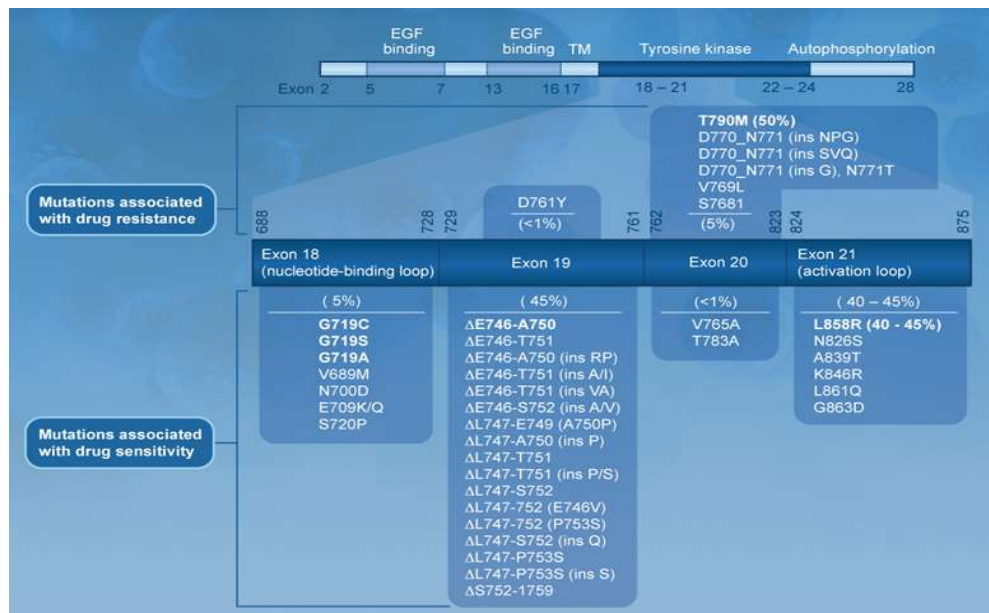 EGF binding
EGF binding
TM
Tyrosine kinase
Autophosphorylation
Exon 2
5
7
13
16
17
18 – 21
22 – 24
28
Mutations associated
with drug resistance
T790M (50%)
D770_N771 (ins NPG)
D770_N771 (ins SVQ)
D770_N771 (ins G), N771T
V769L
S7681
(5%)
D761Y
(<1%)
688
728
729
761
762
823
824
875
Exon 18
(nucleotide-binding loop)
Exon 19
Exon 20
Exon 21
(activation loop)
Mutations associated
with drug sensitivity
( 5%)
G719C
G719S
G719A
V689M
N700D
E709K/Q
S720P
( 45%)
ΔE746-A750
ΔE746-T751
ΔE746-A750 (ins RP)
ΔE746-T751 (ins A/I)
ΔE746-T751 (ins VA)
ΔE746-S752 (ins A/V)
ΔL747-E749 (A750P)
ΔL747-A750 (ins P)
ΔL747-T751
ΔL747-T751 (ins P/S)
ΔL747-S752
ΔL747-752 (E746V)
ΔL747-752 (P753S)
ΔL747-S752 (ins Q)
ΔL747-P753S
ΔL747-P753S (ins S)
ΔS752-1759
(<1%)
V765A
T783A
( 40 – 45%)
L858R (40 - 45%)
N826S
A839T
K846R
L861Q
G863D